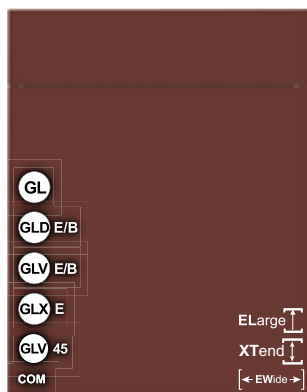 GL
GLD E/B
GLV E/B
GLX E
GLV 45
COM
ELarge
XTend
EWide